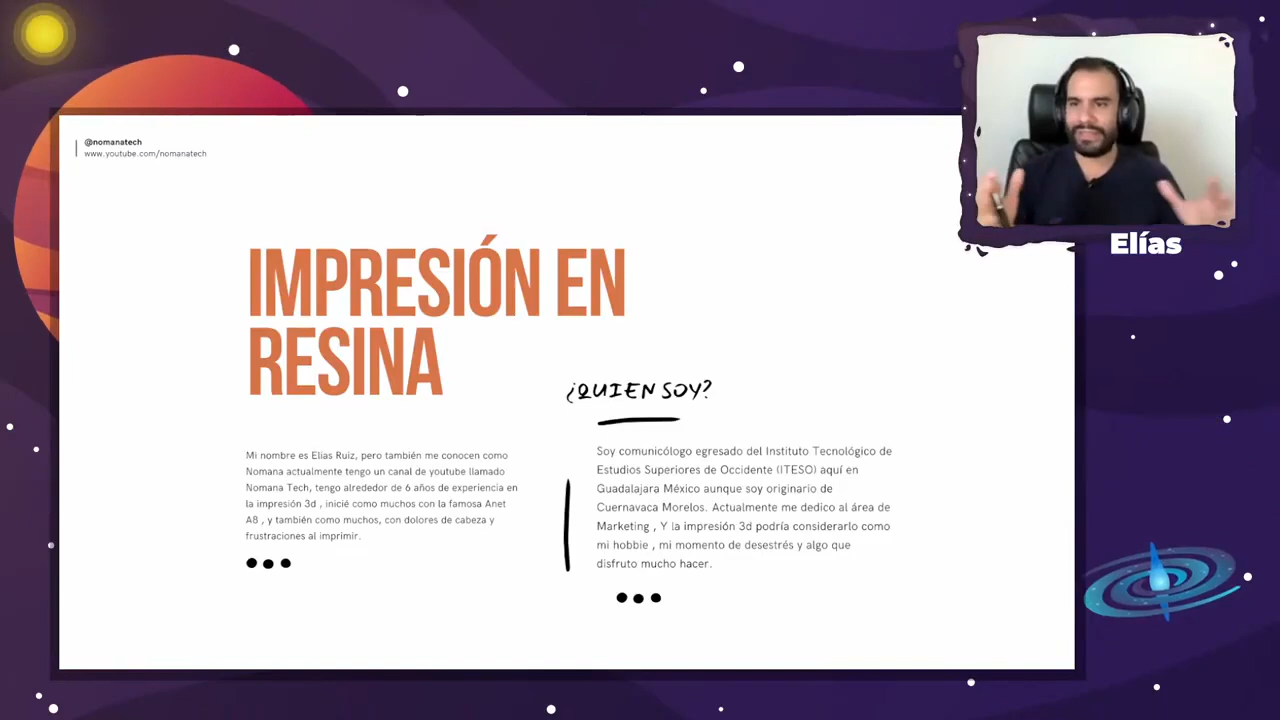 @nomanatech
www.youtube.com/nomanatech
Elías
IMPRESIÓN EN
RESINA
¿QUIEN SOY?
Mi nombre es Elias Ruiz, pero también me conocen como
Nomana actualmente tengo un canal de youtube llamado
Nomana Tech, tengo alrededor de 6 años de experiencia en
la impresión 3d , inicié como muchos con la famosa Anet
A8 , y también como muchos, con dolores de cabeza y
frustraciones al imprimir.
Soy comunicólogo egresado del Instituto Tecnológico de
Estudios Superiores de Occidente (ITESO) aquí en
Guadalajara México aunque soy originario de
Cuernavaca Morelos. Actualmente me dedico al área de
Marketing , Y la impresión 3d podría considerarlo como
mi hobbie , mi momento de desestrés y algo que
disfruto mucho hacer.